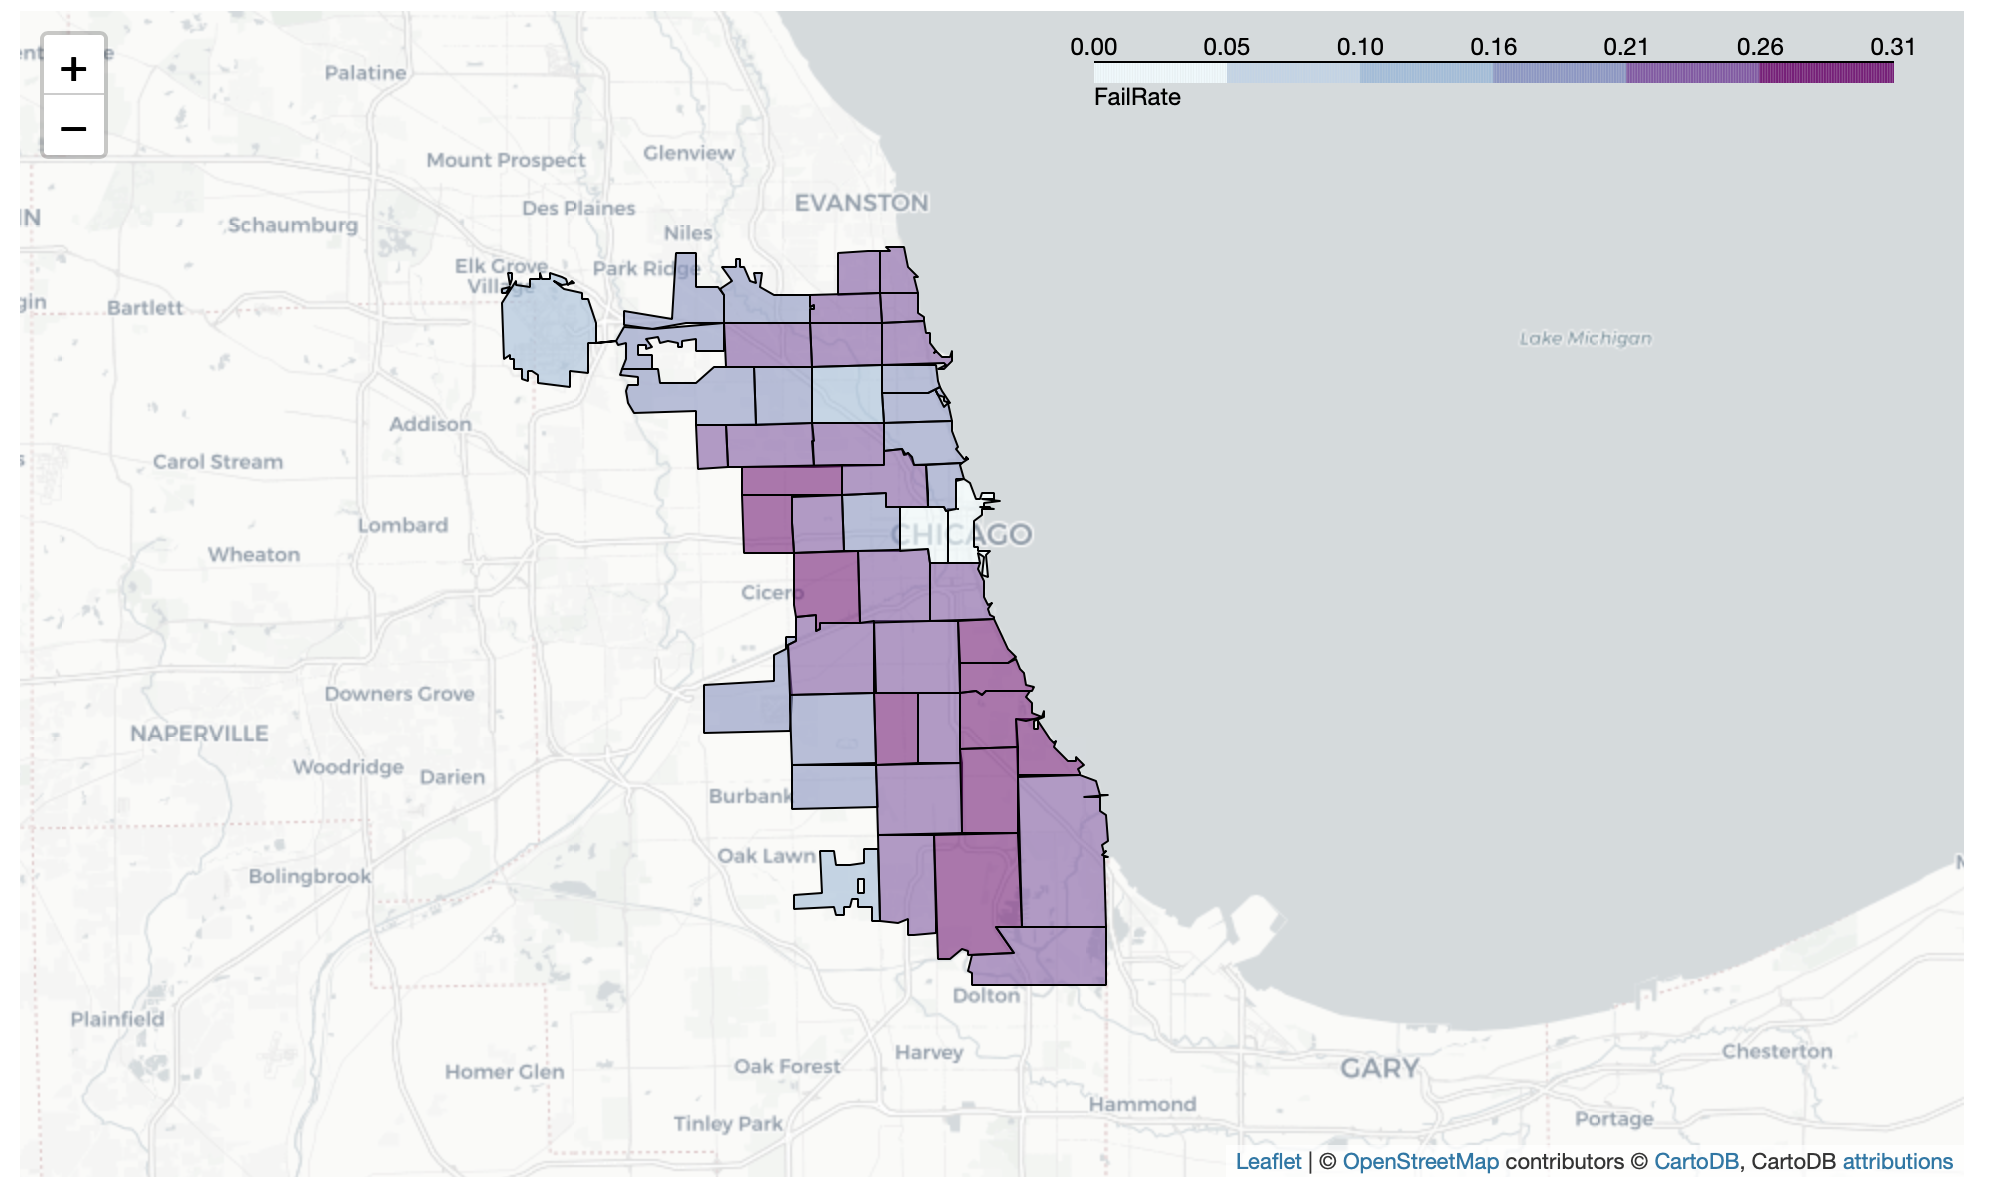 +
−
0.00 0.05 0.10 0.16 0.21 0.26 0.31
FailRate
Palatine
Mount Prospect
Glenview
Des Plaines
EVANSTON
Schaumburg
Niles
Elk Grove
Village
Park Ridge
Bartlett
Lake Michigan
Addison
Carol Stream
Lombard
CHICAGO
Wheaton
Cicero
Downers Grove
NAPERVILLE
Woodridge
Darien
Burbank
Oak Lawn
Bolingbrook
Dolton
Plainfield
Harvey
Chesterton
Homer Glen
Oak Forest
GARY
Hammond
Tinley Park
Portage
Leaflet | © OpenStreetMap contributors © CartoDB, CartoDB attributions